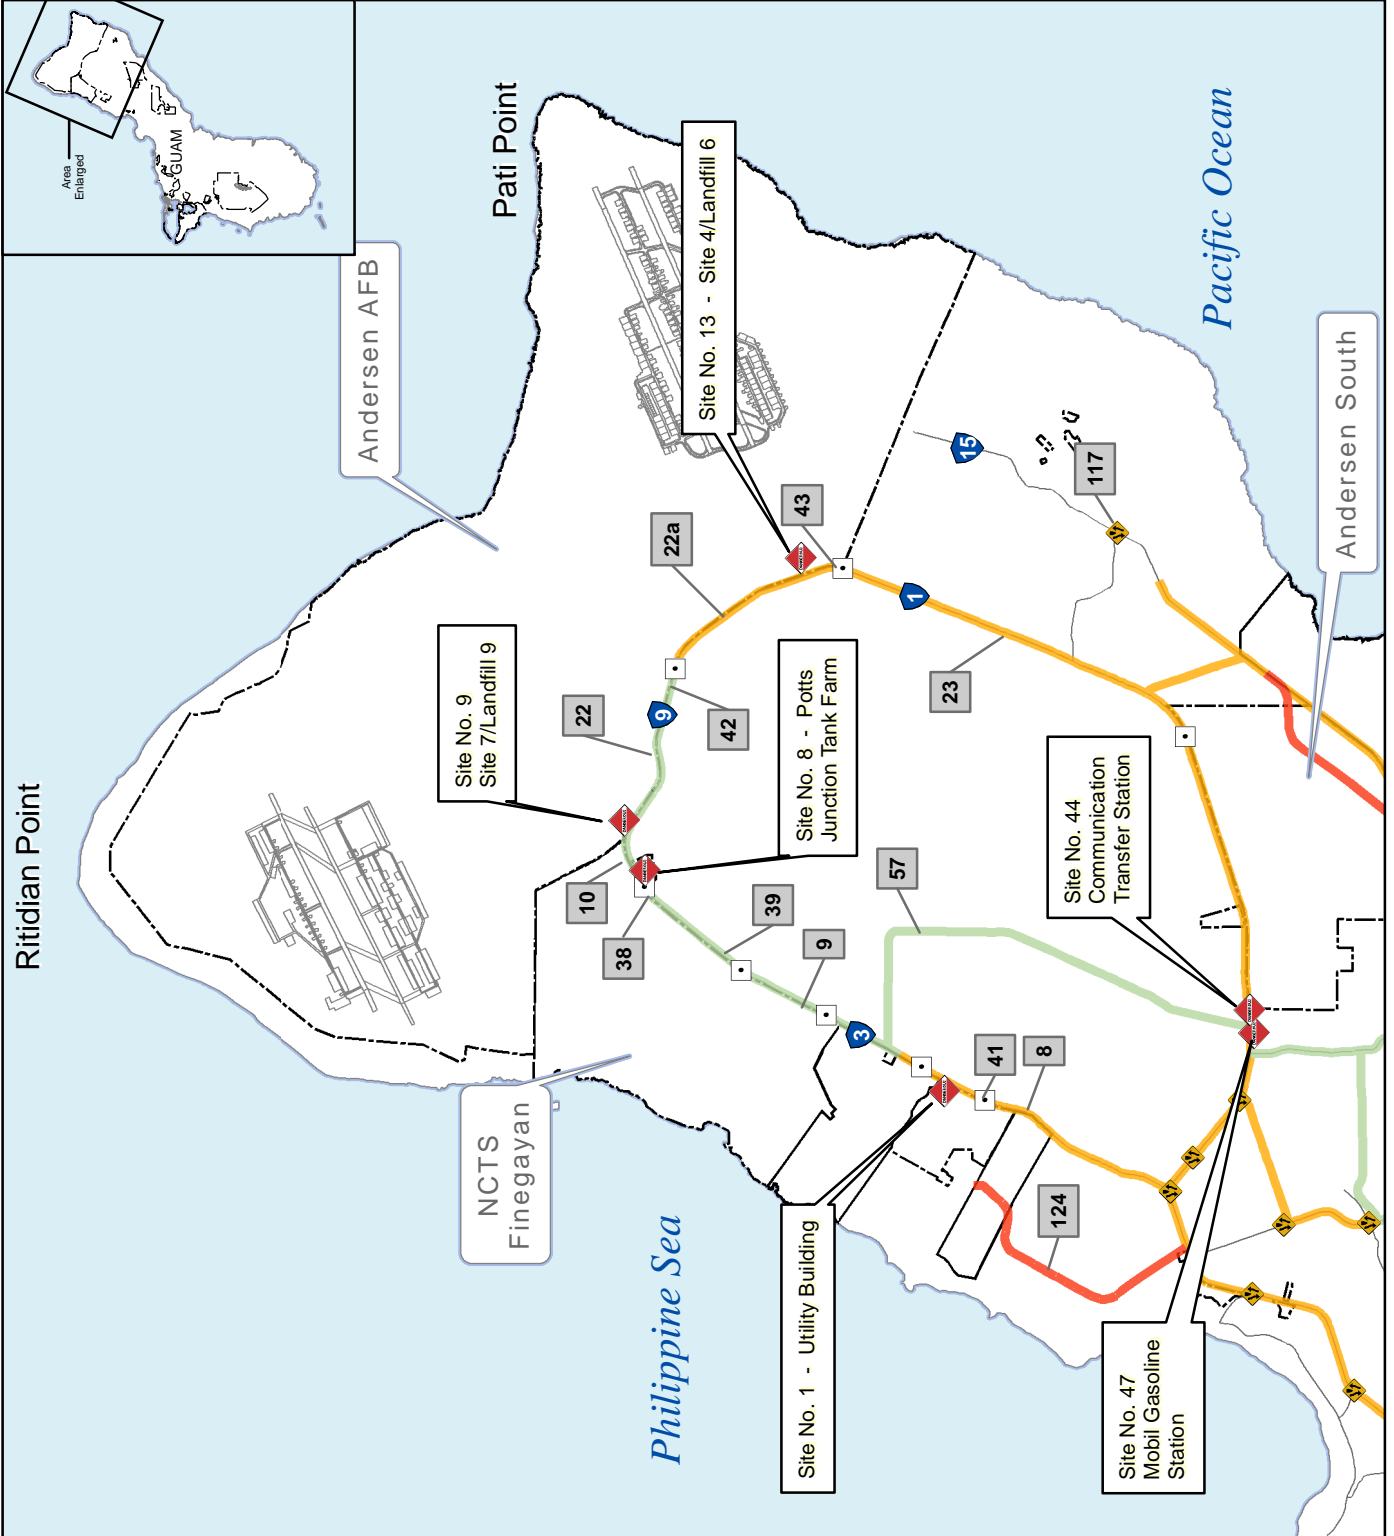 Ritidian Point
Pati Point
Area
Enlarged
GUAM
Andersen AFB
NCTS
Finegayan
Andersen South
Philippine Sea
Pacific Ocean
Site No. 9
Site 7/Landfill 9
Site No. 13 - Site 4/Landfill 6
Site No. 8 - Potts
Junction Tank Farm
Site No. 44
Communication
Transfer Station
Site No. 1 - Utility Building
Site No. 47
Mobil Gasoline
Station
22a
43
22
42
10
38
39
9
57
41
8
124
23
117
9
3
1
15